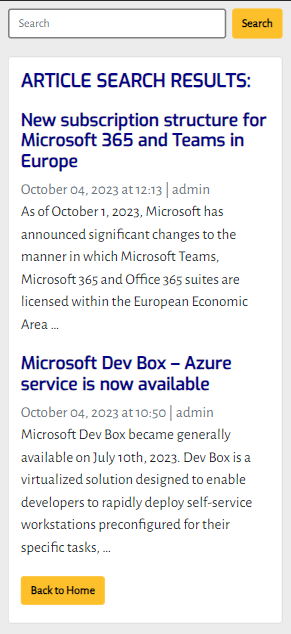 Search
Search
ARTICLE SEARCH RESULTS:
New subscription structure for
Microsoft 365 and Teams in
Europe
October 04, 2023 at 12:13 | admin
As of October 1, 2023, Microsoft has
announced significant changes to the
manner in which Microsoft Teams,
Microsoft 365 and Office 365 suites are
licensed within the European Economic
Area ...
Microsoft Dev Box – Azure
service is now available
October 04, 2023 at 10:50 | admin
Microsoft Dev Box became generally
available on July 10th, 2023. Dev Box is a
virtualized solution designed to enable
developers to rapidly deploy self-service
workstations preconfigured for their
specific tasks, ...
Back to Home